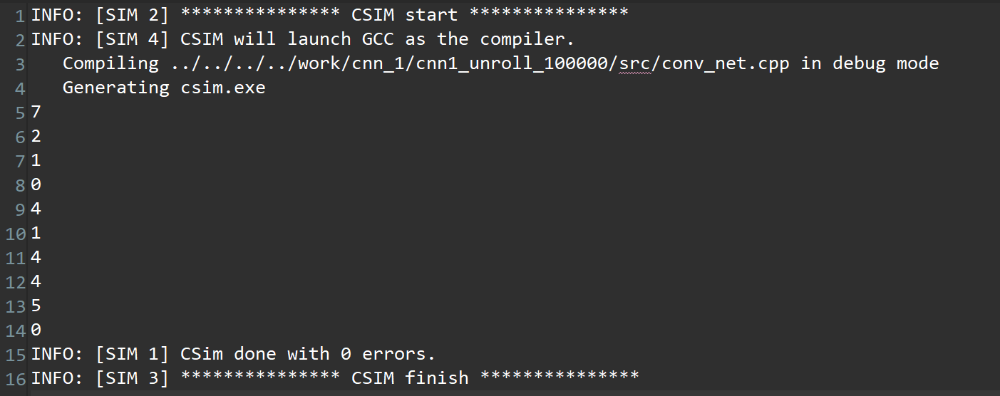 1 INFO: [SIM 2] *************** CSIM start ***************
2 INFO: [SIM 4] CSIM will launch GCC as the compiler.
3    Compiling ../../../../work/cnn_1/cnn1_unroll_100000/src/conv_net.cpp in debug mode
4    Generating csim.exe
5 7
6 2
7 1
8 0
9 4
10 1
11 4
12 4
13 5
14 0
15 INFO: [SIM 1] CSim done with 0 errors.
16 INFO: [SIM 3] *************** CSIM finish ***************